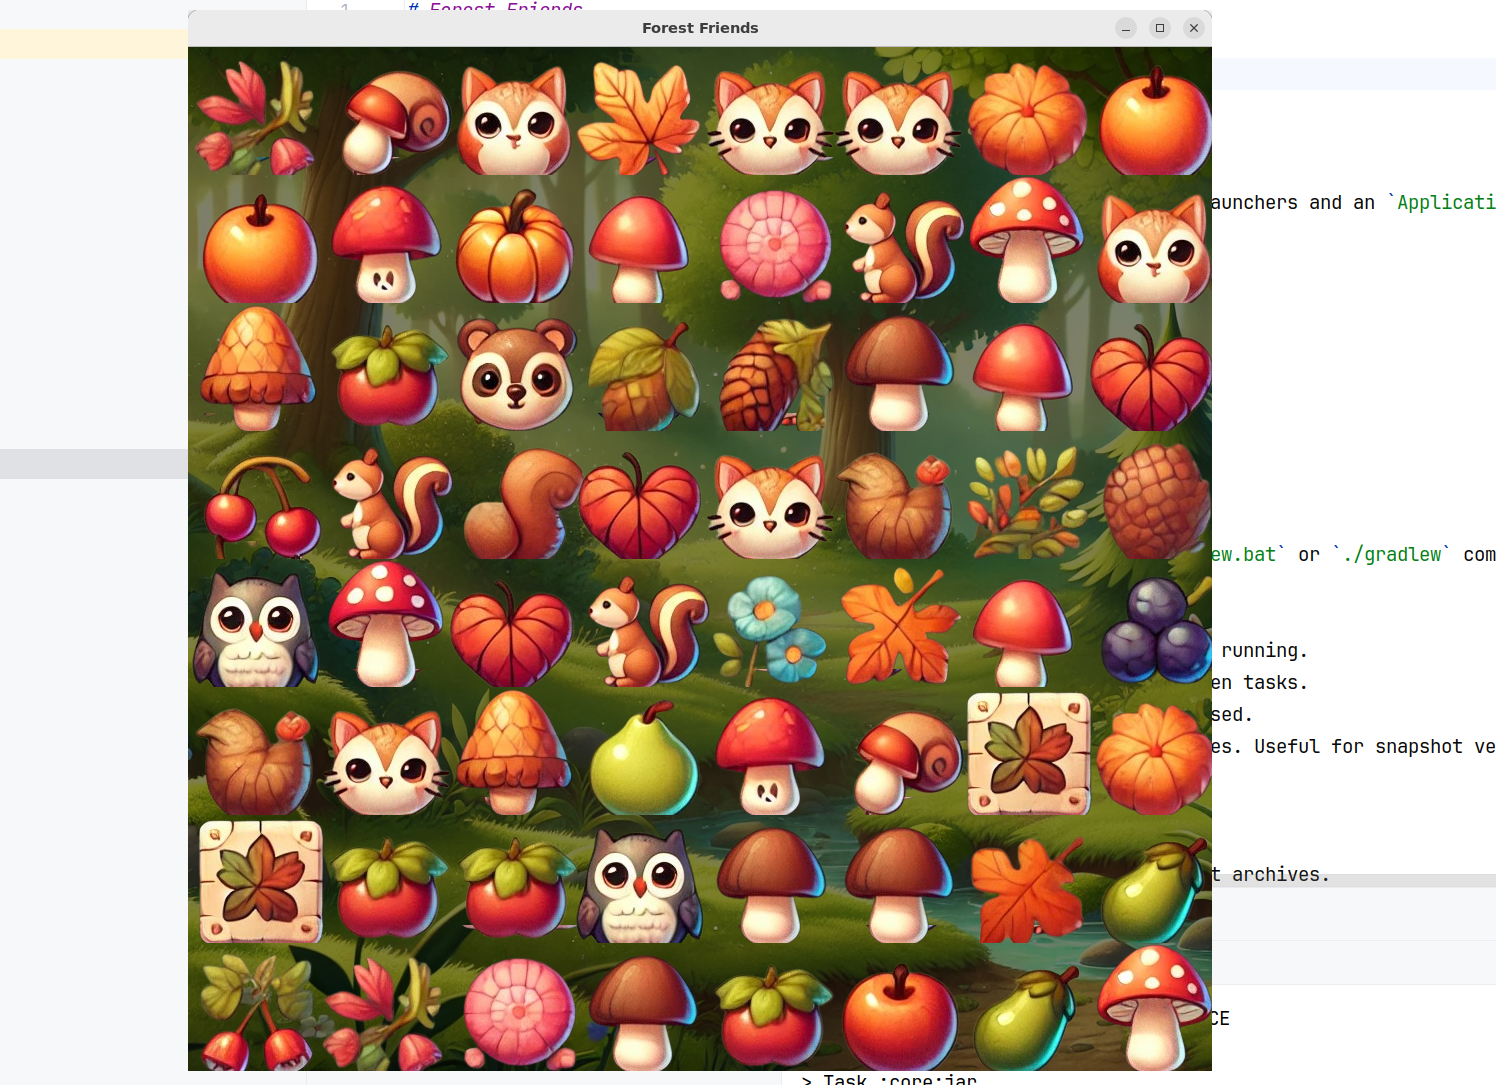 1 # Forest Friends
Forest Friends
aunchers and an `Applicati
ew.bat` or `./gradlew` com
running.
en tasks.
sed.
es. Useful for snapshot ve
t archives.
CE
> Task :core:jar